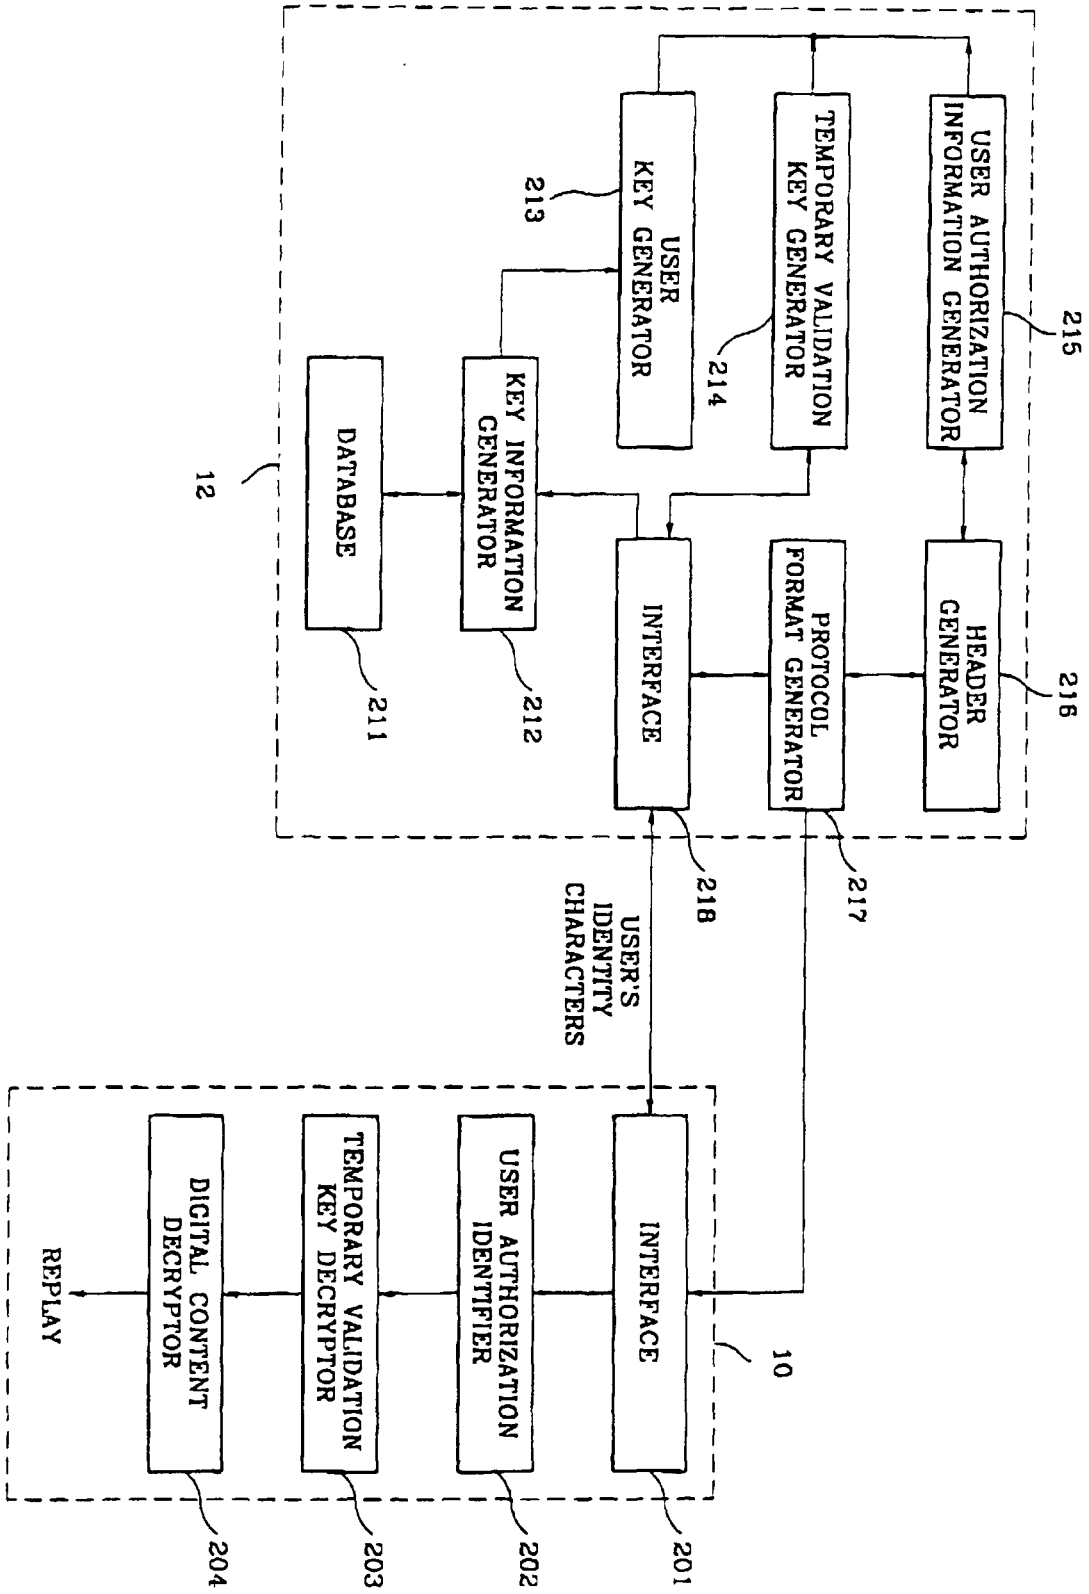 215
USER AUTHORIZATION
INFORMATION GENERATOR
216
HEADER
GENERATOR
TEMPORARY VALIDATION
KEY GENERATOR
214
PROTOCOL
FORMAT GENERATOR
217
USER
KEY GENERATOR
213
INTERFACE
218
KEY INFORMATION
GENERATOR
212
DATABASE
211
12
USER'S
IDENTITY
CHARACTERS
10
INTERFACE
201
USER AUTHORIZATION
IDENTIFIER
202
TEMPORARY VALIDATION
KEY DECRYPTOR
203
DIGITAL CONTENT
DECRYPTOR
204
REPLAY